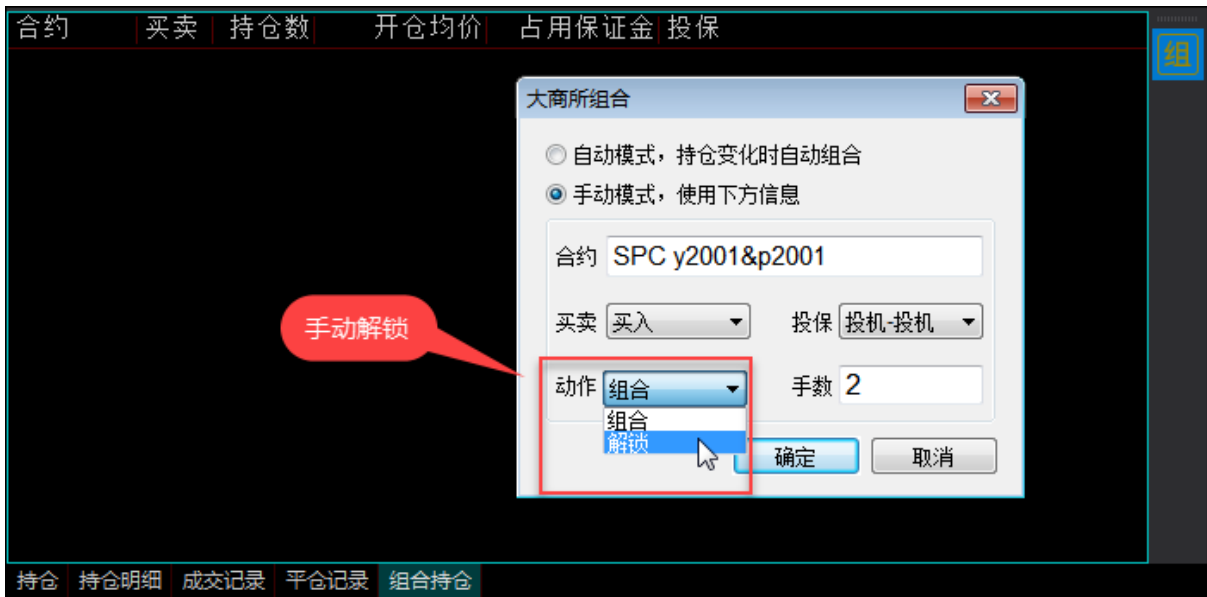 合约 买卖 持仓数 开仓均价 占用保证金 投保
组
大商所组合
自动模式，持仓变化时自动组合
手动模式，使用下方信息
合约 SPC y2001&p2001
手动解锁
买卖 买入 投保 投机-投机
动作 组合 手数 2
组合
解锁
确定 取消
持仓 持仓明细 成交记录 平仓记录 组合持仓